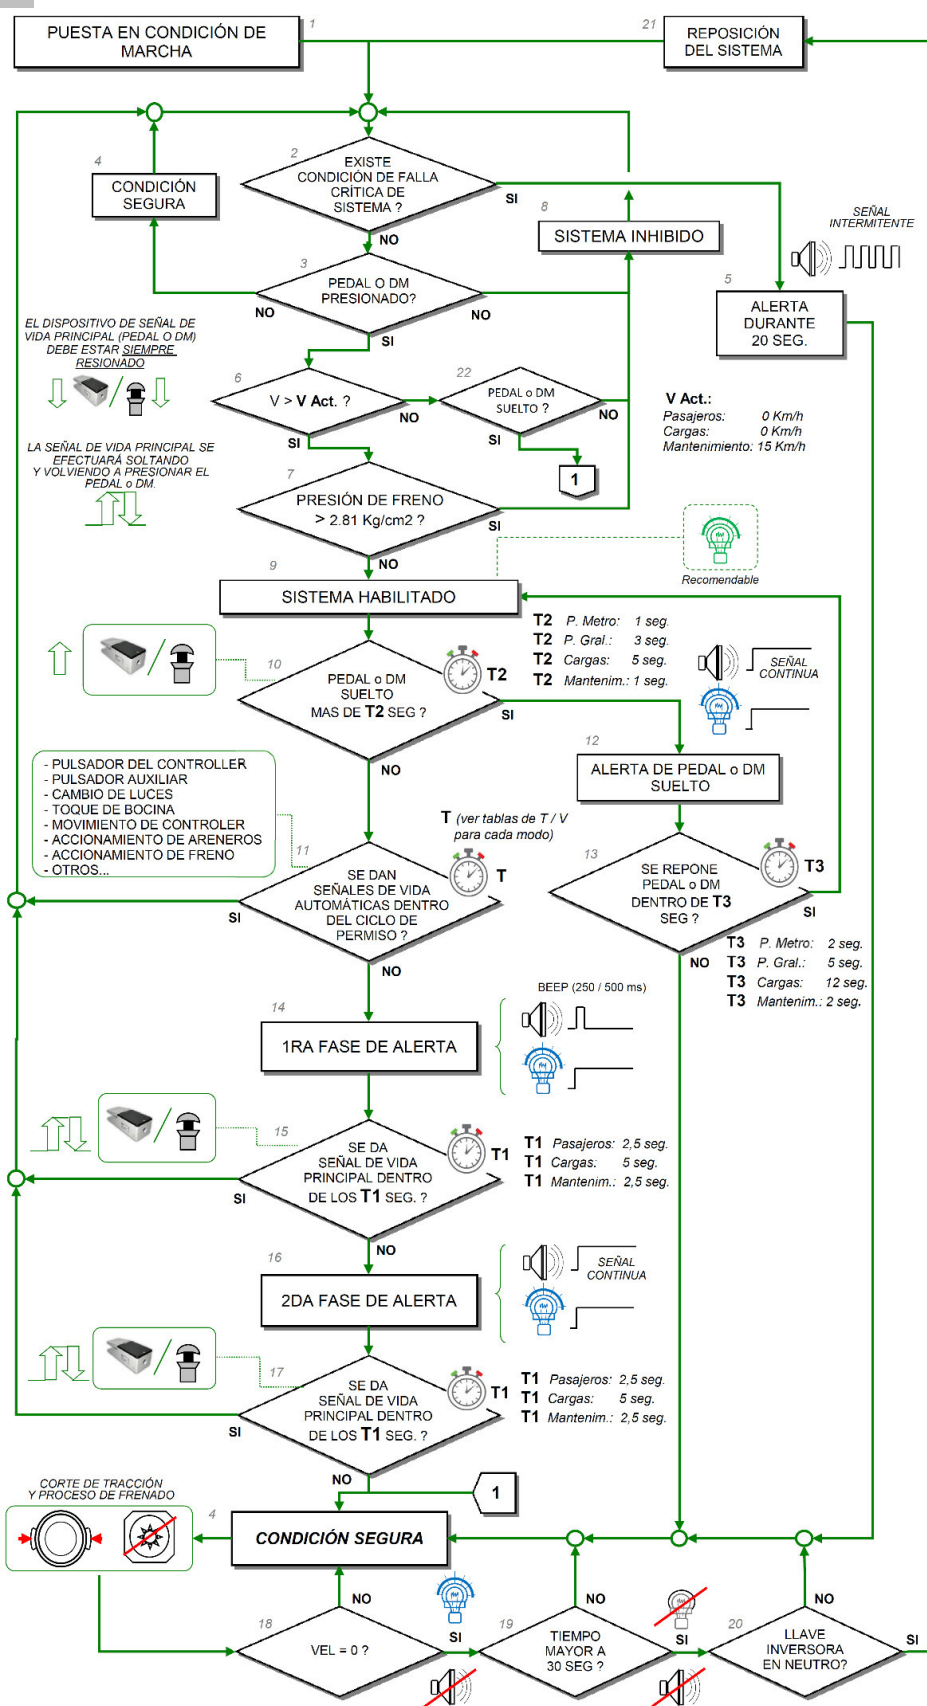 1
21
PUESTA EN CONDICIÓN DE
MARCHA
REPOSICIÓN
DEL SISTEMA
4
CONDICIÓN
SEGURA
2
EXISTE
CONDICIÓN DE FALLA
CRÍTICA DE
SISTEMA ?
SI
NO
8
SISTEMA INHIBIDO
SEÑAL
INTERMITENTE
3
PEDAL O DM
PRESIONADO?
NO
NO
SI
5
ALERTA
DURANTE
20 SEG.
EL DISPOSITIVO DE SEÑAL DE
VIDA PRINCIPAL (PEDAL O DM)
DEBE ESTAR SIEMPRE
RESIONADO
6
V > V Act. ?
NO
SI
22
PEDAL o DM
SUELTO ?
NO
SI
1
V Act.:
Pasajeros: 0 Km/h
Cargas: 0 Km/h
Mantenimiento: 15 Km/h
LA SEÑAL DE VIDA PRINCIPAL SE
EFECTUARÁ SOLTANDO
Y VOLVIENDO A PRESIONAR EL
PEDAL o DM.
7
PRESIÓN DE FRENO
> 2.81 Kg/cm2 ?
SI
NO
Recomendable
9
SISTEMA HABILITADO
T2 P. Metro: 1 seg.
T2 P. Gral.: 3 seg.
T2 Cargas: 5 seg.
T2 Mantenim.: 1 seg.
10
PEDAL o DM
SUELTO
MAS DE T2 SEG ?
T2
SI
NO
SEÑAL
CONTINUA
12
ALERTA DE PEDAL o DM
SUELTO
- PULSADOR DEL CONTROLLER
- PULSADOR AUXILIAR
- CAMBIO DE LUCES
- TOQUE DE BOCINA
- MOVIMIENTO DE CONTROLER
- ACCIONAMIENTO DE ARENEROS
- ACCIONAMIENTO DE FRENO
- OTROS...
T (ver tablas de T / V
para cada modo)
11
SE DAN
SEÑALES DE VIDA
AUTOMÁTICAS DENTRO
DEL CICLO DE
PERMISO ?
T
SI
NO
13
SE REPONE
PEDAL o DM
DENTRO DE T3
SEG ?
T3
SI
NO
T3 P. Metro: 2 seg.
T3 P. Gral.: 5 seg.
T3 Cargas: 12 seg.
T3 Mantenim.: 2 seg.
14
1RA FASE DE ALERTA
BEEP (250 / 500 ms)
15
SE DA
SEÑAL DE VIDA
PRINCIPAL DENTRO
DE LOS T1 SEG. ?
T1
SI
NO
T1 Pasajeros: 2,5 seg.
T1 Cargas: 5 seg.
T1 Mantenim.: 2,5 seg.
16
2DA FASE DE ALERTA
SEÑAL
CONTINUA
17
SE DA
SEÑAL DE VIDA
PRINCIPAL DENTRO
DE LOS T1 SEG. ?
T1
SI
NO
T1 Pasajeros: 2,5 seg.
T1 Cargas: 5 seg.
T1 Mantenim.: 2,5 seg.
1
CORTE DE TRACCIÓN
Y PROCESO DE FRENADO
4
CONDICIÓN SEGURA
18
VEL = 0 ?
NO
SI
19
TIEMPO
MAYOR A
30 SEG ?
NO
SI
20
LLAVE
INVERSORA
EN NEUTRO?
NO
SI